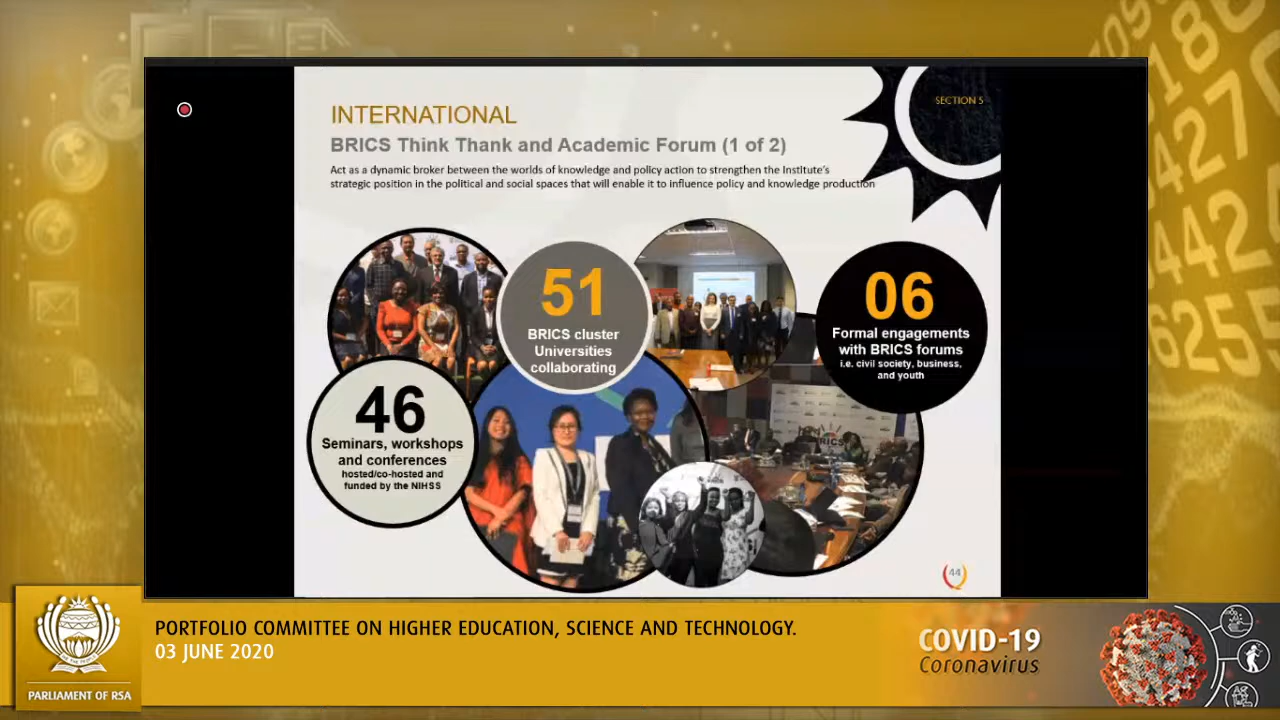 SECTION 5
INTERNATIONAL
BRICS Think Thank and Academic Forum (1 of 2)
Act as a dynamic broker between the worlds of knowledge and policy action to strengthen the Institute's
strategic position in the political and social spaces that will enable it to influence policy and knowledge production
51
BRICS cluster
Universities
collaborating
06
Formal engagements
with BRICS forums
i.e. civil society, business,
and youth
46
Seminars, workshops
and conferences
hosted/co-hosted and
funded by the NIHSS
BRICS
44
PORTFOLIO COMMITTEE ON HIGHER EDUCATION, SCIENCE AND TECHNOLOGY.
03 JUNE 2020
PARLIAMENT OF RSA
COVID-19
Coronavirus